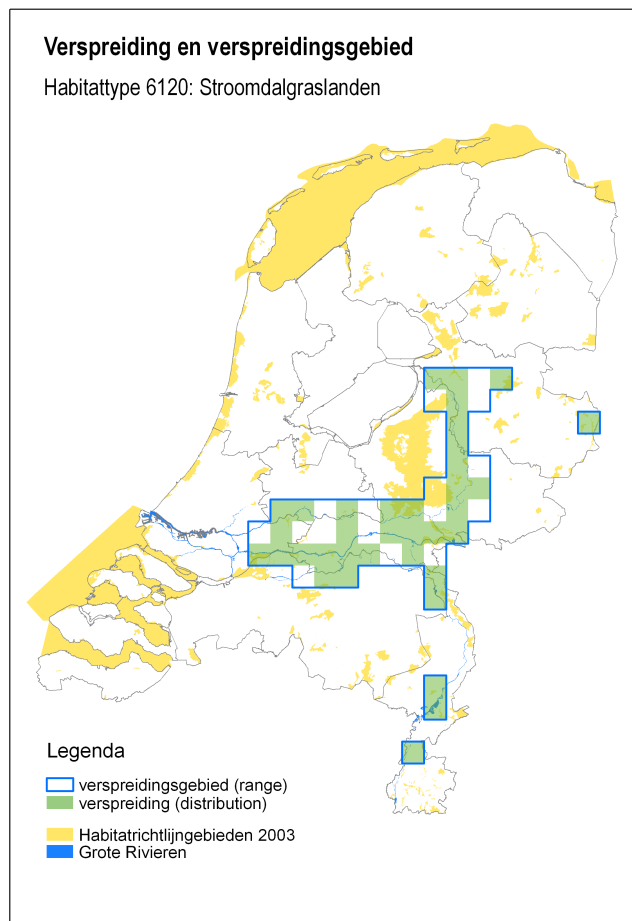 Verspreiding en verspreidingsgebied
Habitattype 6120: Stroomdalgraslanden
Legenda
verspreidingsgebied (range)
verspreiding (distribution)
Habitatrichtlijngebieden 2003
Grote Rivieren